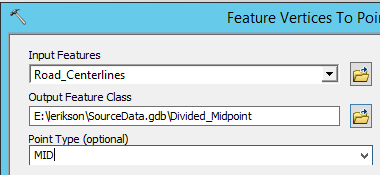 Feature Vertices To Poi
Input Features
Road_Centerlines
Output Feature Class
E:\lerikson\SourceData.gdb\Divided_Midpoint
Point Type (optional)
MID